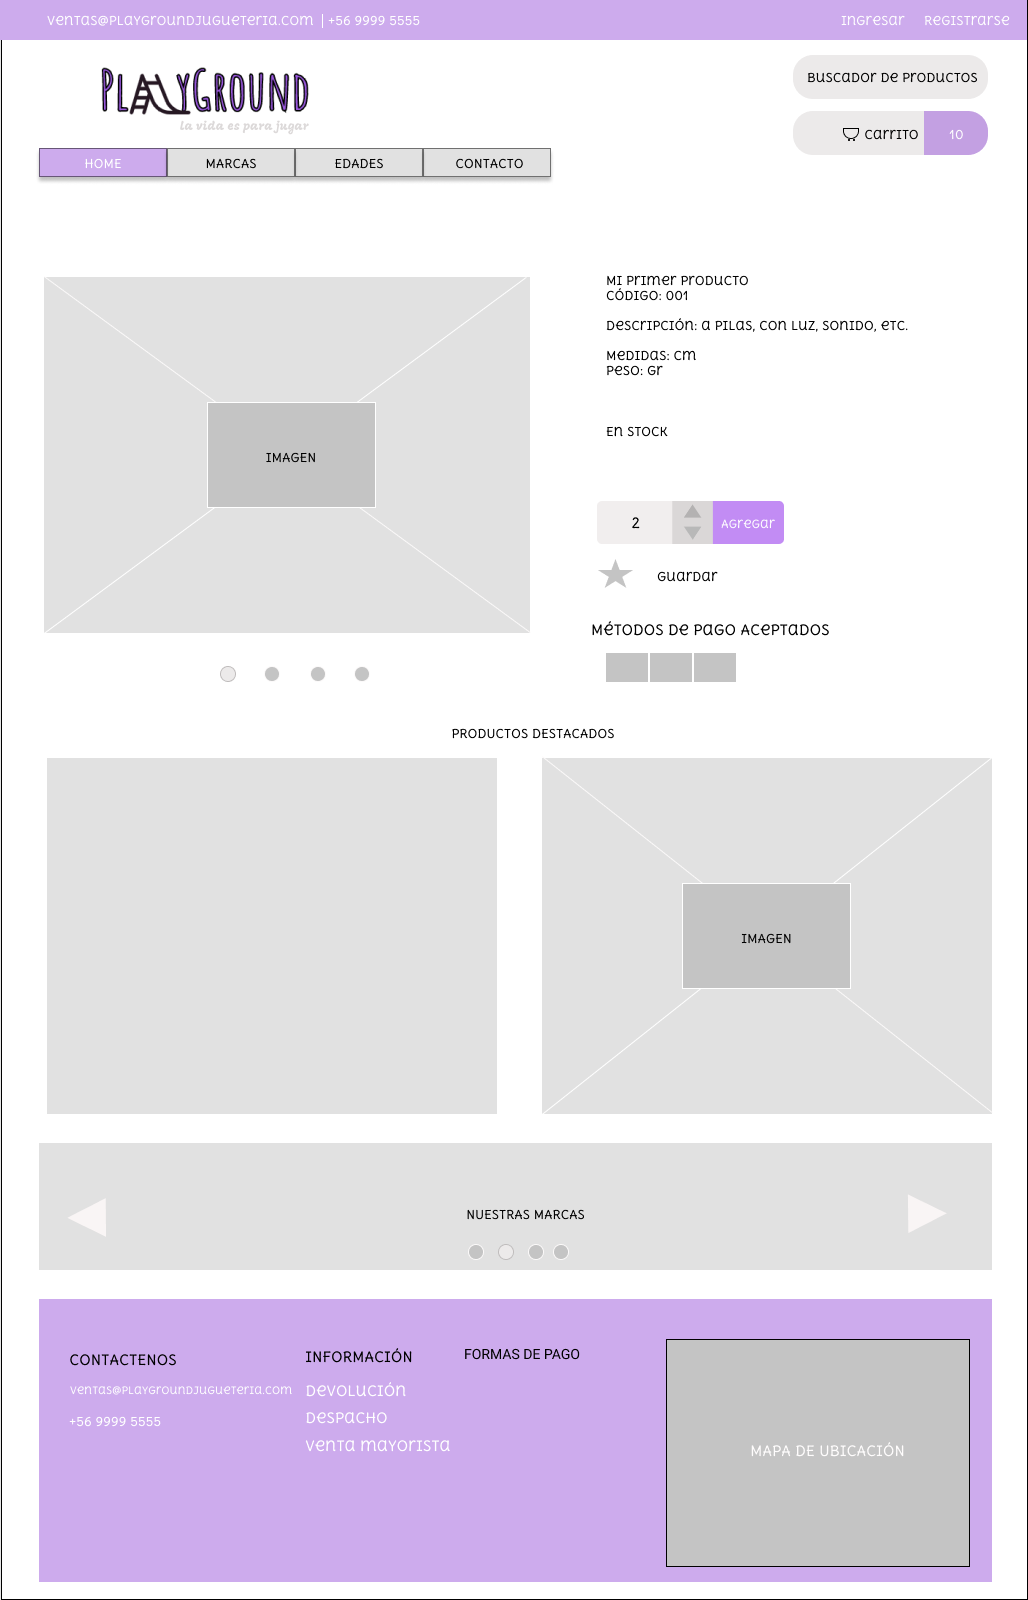 ventas@playgroundjugueteria.com | +56 9999 5555
Ingresar
Registrarse
PLAYGROUND
la vida es para jugar
Buscador de productos
carrito
10
HOME
MARCAS
EDADES
CONTACTO
IMAGEN
Mi primer producto
CÓDIGO: 001
Descripción: a pilas, con luz, sonido, etc.
Medidas: cm
Peso: gr
En stock
2
Agregar
Guardar
Métodos de pago aceptados
PRODUCTOS DESTACADOS
IMAGEN
NUESTRAS MARCAS
CONTACTENOS
ventas@playgroundjugueteria.com
+56 9999 5555
INFORMACIÓN
Devolución
Despacho
Venta mayorista
FORMAS DE PAGO
MAPA DE UBICACIÓN